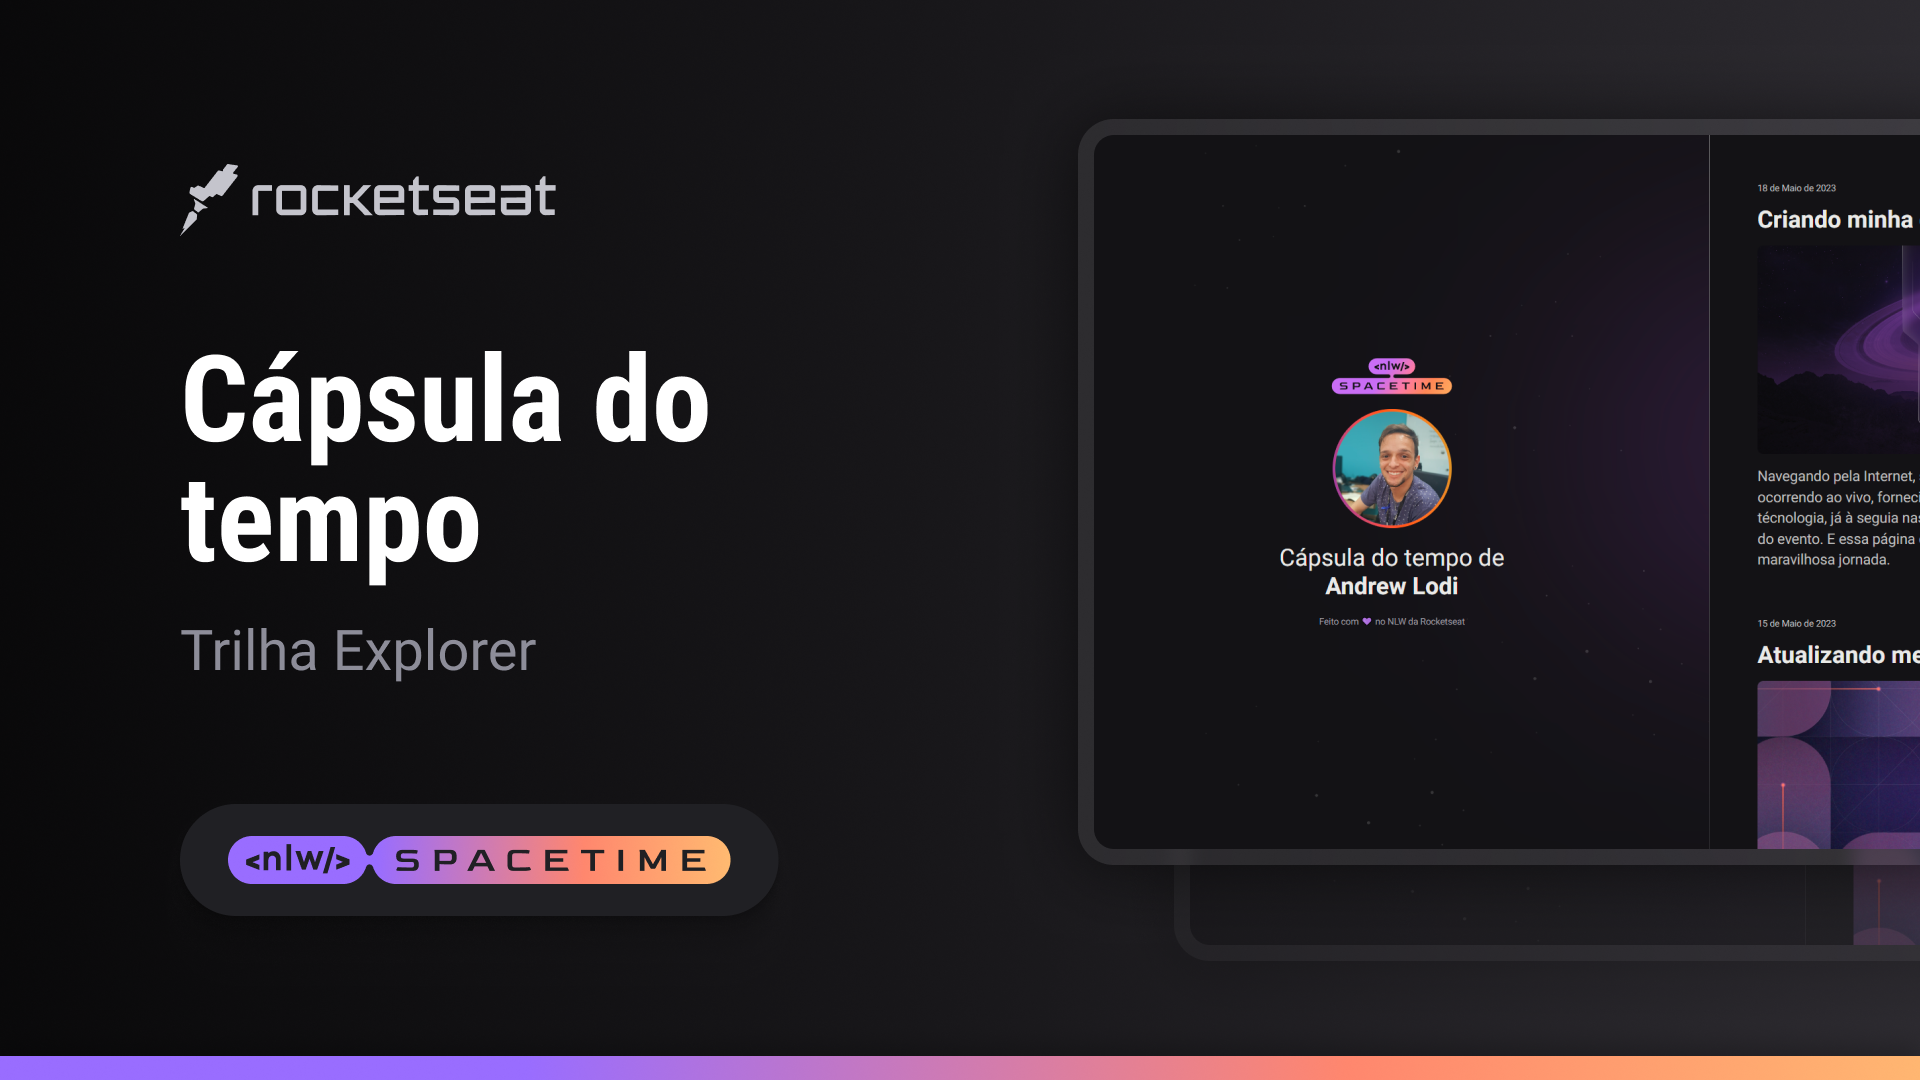 rocketseat
Cápsula do
tempo
Trilha Explorer
<nlw/> SPACETIME
<nlw/>
SPACETIME
Cápsula do tempo de
Andrew Lodi
Feito com 💜 no NLW da Rocketseat
18 de Maio de 2023
Criando minha
Navegando pela Internet,
ocorrendo ao vivo, forneci
técnologia, já à seguia nas
do evento. E essa página
maravilhosa jornada.
15 de Maio de 2023
Atualizando me